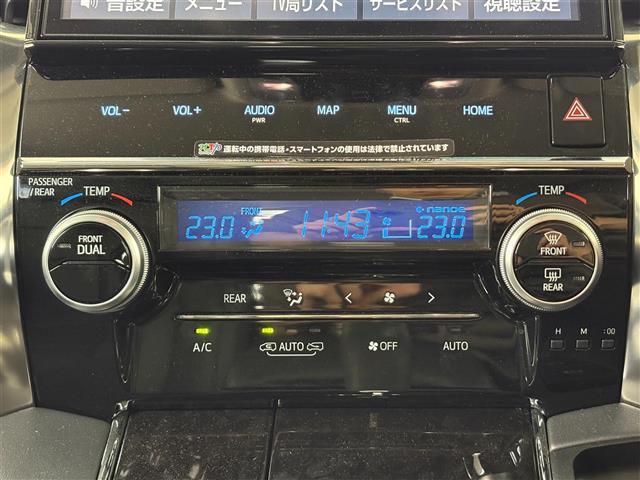 音設定 メニュー TV局リスト サービスリスト 視聴設定
VOL− VOL+ AUDIO MAP MENU HOME
PWR CTRL
運転中の携帯電話・スマートフォンの使用は法律で禁止されています
PASSENGER
/REAR
TEMP TEMP
FRONT nanoe
23.0 11:43 23.0
FRONT
DUAL
FRONT
REAR
REAR
H M :00
A/C AUTO OFF AUTO